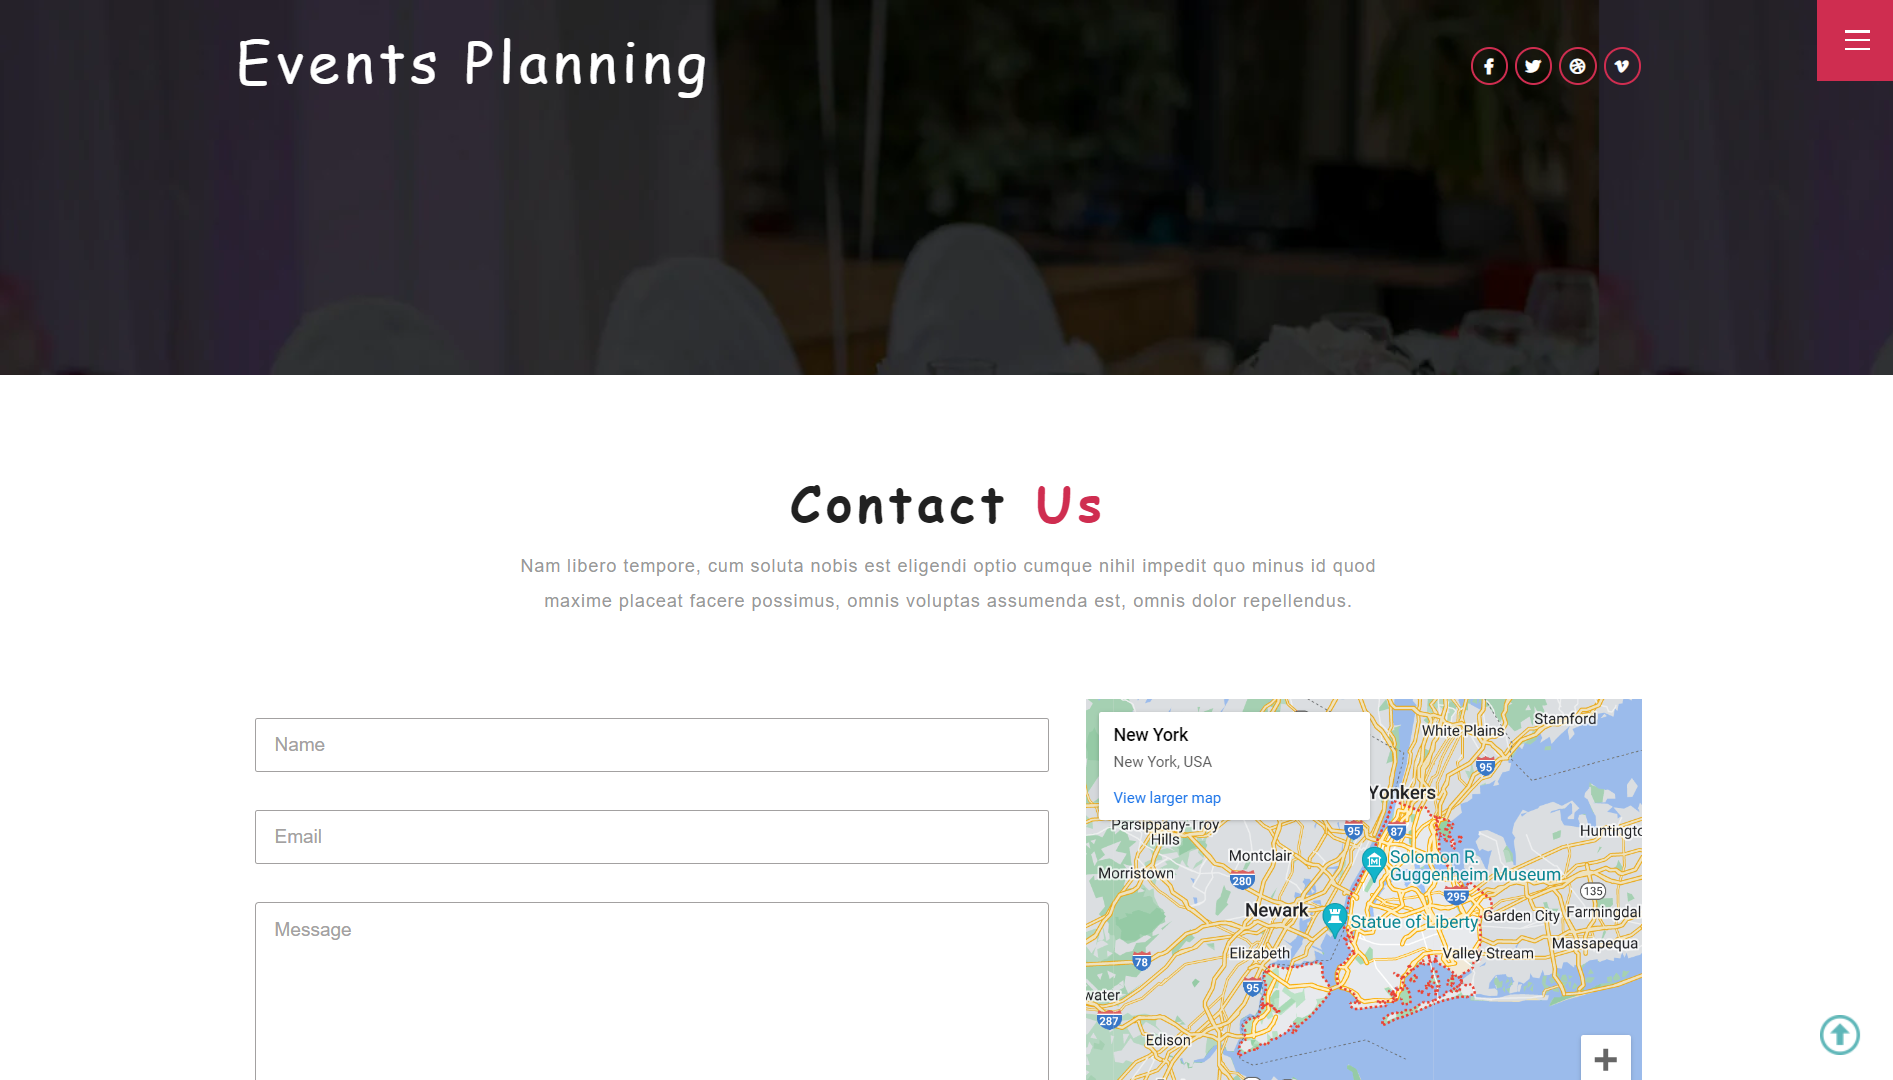 Events Planning
Contact Us
Nam libero tempore, cum soluta nobis est eligendi optio cumque nihil impedit quo minus id quod
maxime placeat facere possimus, omnis voluptas assumenda est, omnis dolor repellendus.
Name
Email
Message
New York
New York, USA
View larger map
Stamford
White Plains
95
Yonkers
Parsippany-Troy
Hills
95
87
Huntingto
Montclair
Solomon R.
Guggenheim Museum
Morristown
280
295
135
Newark
Statue of Liberty
Garden City
Farmingdal
Massapequa
Elizabeth
Valley Stream
78
95
water
287
Edison